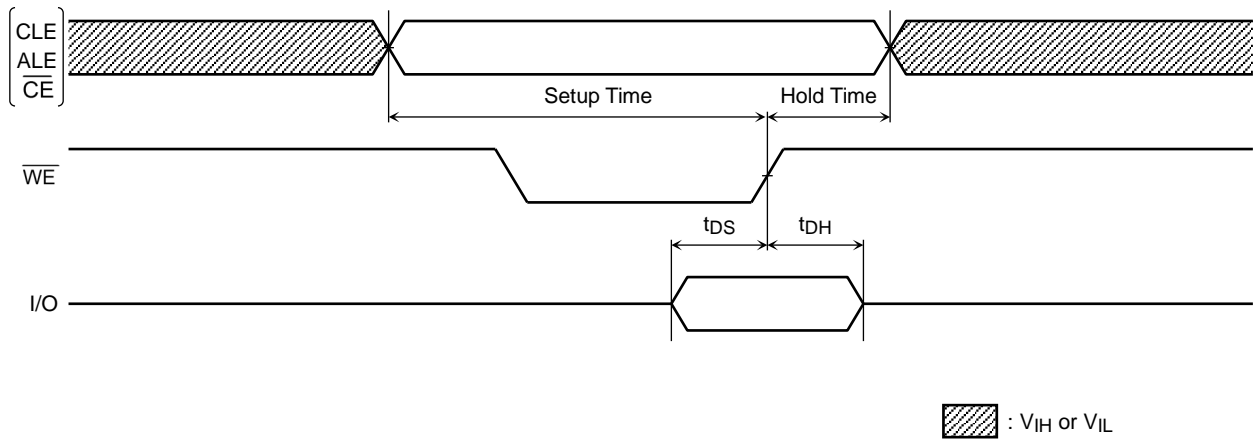 CLE
ALE
CE
Setup Time Hold Time
WE
tDS tDH
I/O
: VIH or VIL